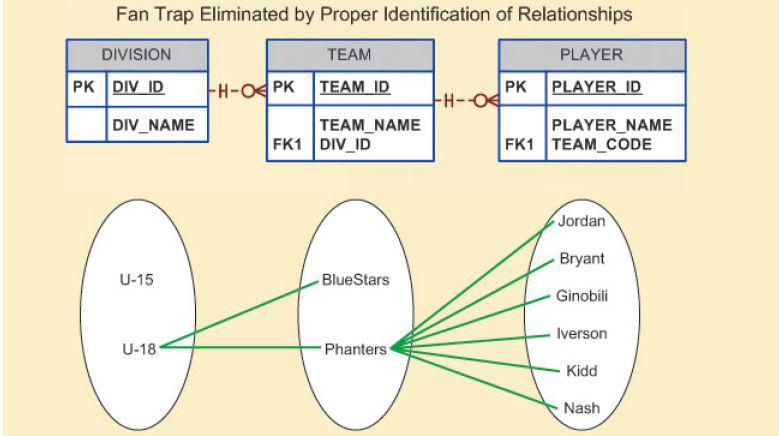 Fan Trap Eliminated by Proper Identification of Relationships
DIVISION
PK DIV_ID
DIV_NAME
TEAM
PK TEAM_ID
TEAM_NAME
FK1 DIV_ID
PLAYER
PK PLAYER_ID
PLAYER_NAME
FK1 TEAM_CODE
U-15
U-18
BlueStars
Phanters
Jordan
Bryant
Ginobili
Iverson
Kidd
Nash